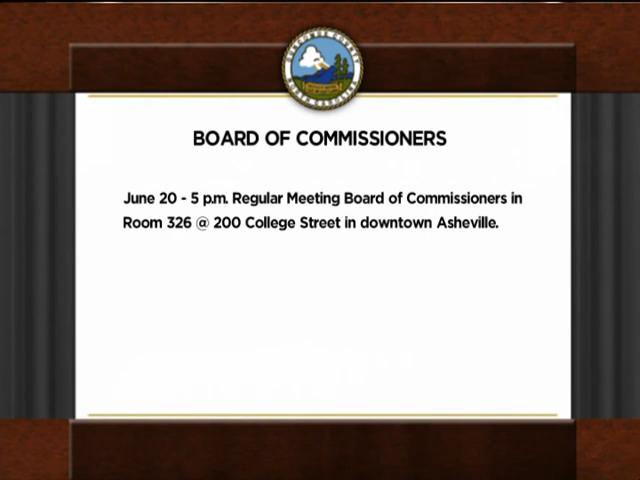 BOARD OF COMMISSIONERS
June 20 - 5 p.m. Regular Meeting Board of Commissioners in
Room 326 @ 200 College Street in downtown Asheville.